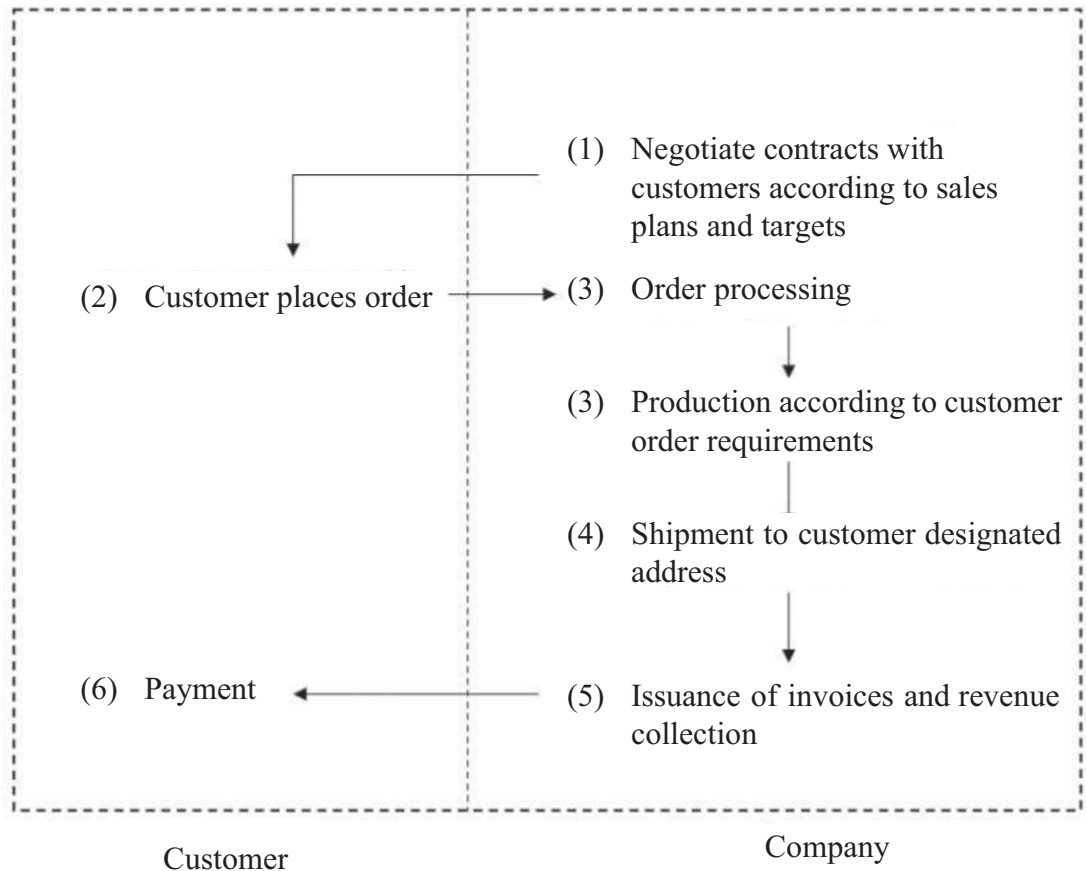 (1) Negotiate contracts with
customers according to sales
plans and targets
(2) Customer places order
(3) Order processing
(3) Production according to customer
order requirements
(4) Shipment to customer designated
address
(6) Payment
(5) Issuance of invoices and revenue
collection
Customer
Company